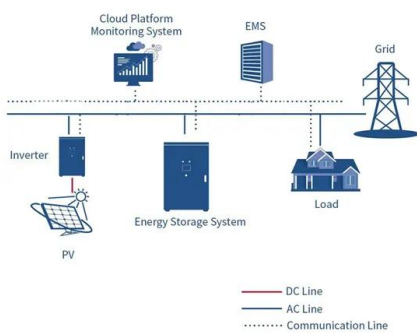 Cloud Platform
Monitoring System
EMS
Grid
Inverter
Energy Storage System
Load
PV
DC Line
AC Line
Communication Line